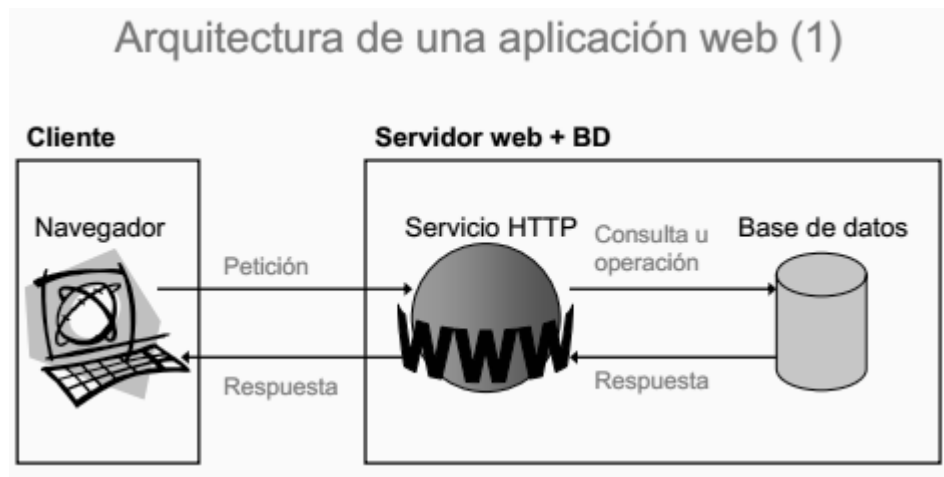 Arquitectura de una aplicación web (1)
Cliente
Servidor web + BD
Navegador
Servicio HTTP
Consulta u
operación
Base de datos
Petición
WWW
Respuesta
Respuesta